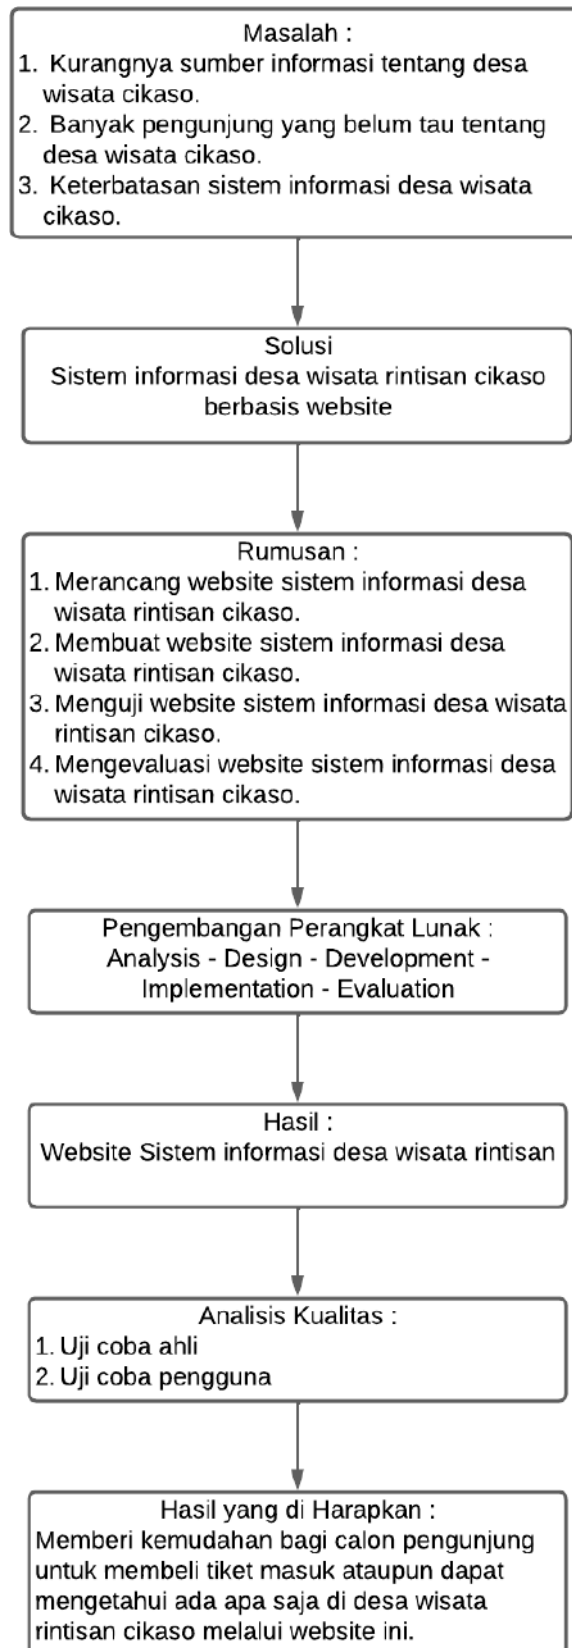 Masalah :
1. Kurangnya sumber informasi tentang desa
wisata cikaso.
2. Banyak pengunjung yang belum tau tentang
desa wisata cikaso.
3. Keterbatasan sistem informasi desa wisata
cikaso.
Solusi
Sistem informasi desa wisata rintisan cikaso
berbasis website
Rumusan :
1. Merancang website sistem informasi desa
wisata rintisan cikaso.
2. Membuat website sistem informasi desa
wisata rintisan cikaso.
3. Menguji website sistem informasi desa wisata
rintisan cikaso.
4. Mengevaluasi website sistem informasi desa
wisata rintisan cikaso.
Pengembangan Perangkat Lunak :
Analysis - Design - Development -
Implementation - Evaluation
Hasil :
Website Sistem informasi desa wisata rintisan
Analisis Kualitas :
1. Uji coba ahli
2. Uji coba pengguna
Hasil yang di Harapkan :
Memberi kemudahan bagi calon pengunjung
untuk membeli tiket masuk ataupun dapat
mengetahui ada apa saja di desa wisata
rintisan cikaso melalui website ini.